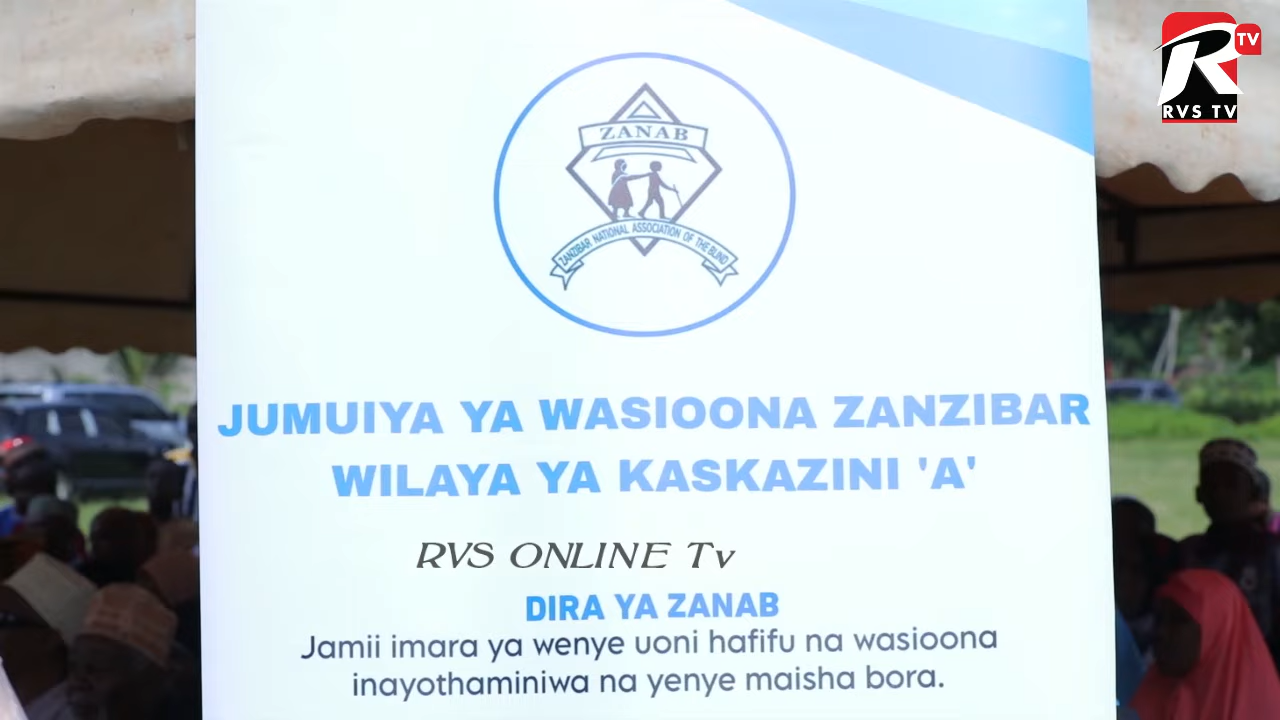 TV
RVS TV
ZANAB
ZANZIBAR NATIONAL ASSOCIATION OF THE BLIND
JUMUIYA YA WASIOONA ZANZIBAR
WILAYA YA KASKAZINI 'A'
RVS ONLINE Tv
DIRA YA ZANAB
Jamii imara ya wenye uoni hafifu na wasioona
inayothaminiwa na yenye maisha bora.